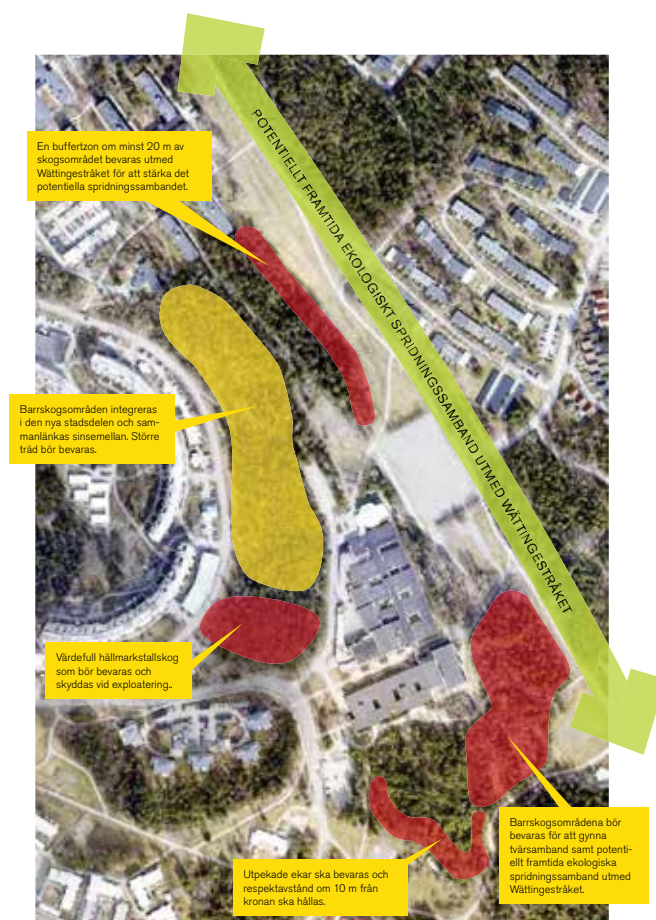 POTENTIELLT FRAMTIDA EKOLOGISKT SPRIDNINGSSAMBAND UTMED WÄTTINGESTRÅKET
En buffertzon om minst 20 m av
skogsområdet bevaras utmed
Wättingestråket för att stärka det
potentiella spridningssambandet.
Barrskogsområden integreras
i den nya stadsdelen och sam-
manlänkas sinsemellan. Större
träd bör bevaras.
Värdefull hällmarkstallskog
som bör bevaras och
skyddas vid exploatering..
Utpekade ekar ska bevaras och
respektavstånd om 10 m från
kronan ska hållas.
Barrskogsområdena bör
bevaras för att gynna
tvärsamband samt potenti-
ellt framtida ekologiska
spridningssamband utmed
Wättingestråket.